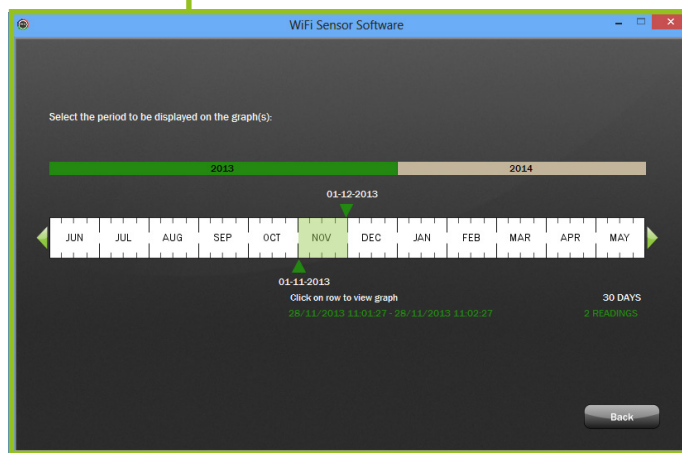 WiFi Sensor Software
Select the period to be displayed on the graph(s):
2013 2014
01-12-2013
JUN JUL AUG SEP OCT NOV DEC JAN FEB MAR APR MAY
01-11-2013
Click on row to view graph 30 DAYS
28/11/2013 11:01:27 - 28/11/2013 11:02:27 2 READINGS
Back